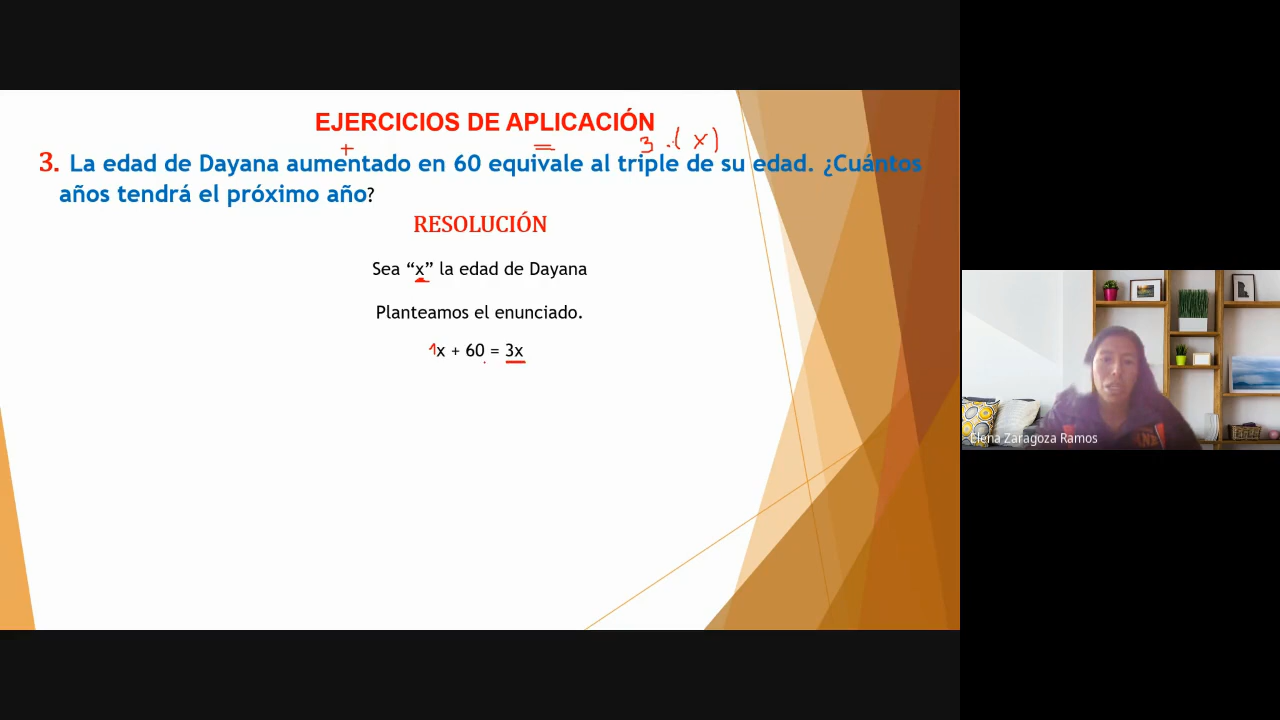 EJERCICIOS DE APLICACIÓN
+ = 3 . ( x )
3. La edad de Dayana aumentado en 60 equivale al triple de su edad. ¿Cuántos
años tendrá el próximo año?
RESOLUCIÓN
Sea “x” la edad de Dayana
Planteamos el enunciado.
1x + 60 = 3x
Elena Zaragoza Ramos